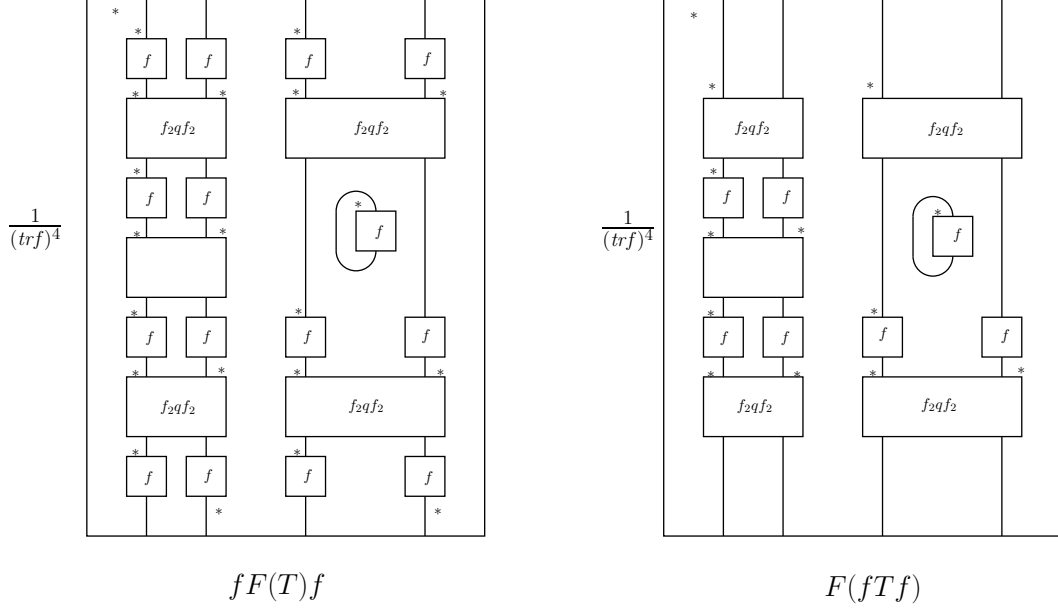 *
* *
f f f f
* * * *
f₂qf₂ f₂qf₂
*
f f
*
1/(trf)⁴
* * f
* *
f f f f
* * * *
f₂qf₂ f₂qf₂
* *
f f f f
* *
fF(T)f
*
* *
f₂qf₂ f₂qf₂
*
f f
*
1/(trf)⁴
* * f
* *
f f f f
* * * *
f₂qf₂ f₂qf₂
F(fTf)